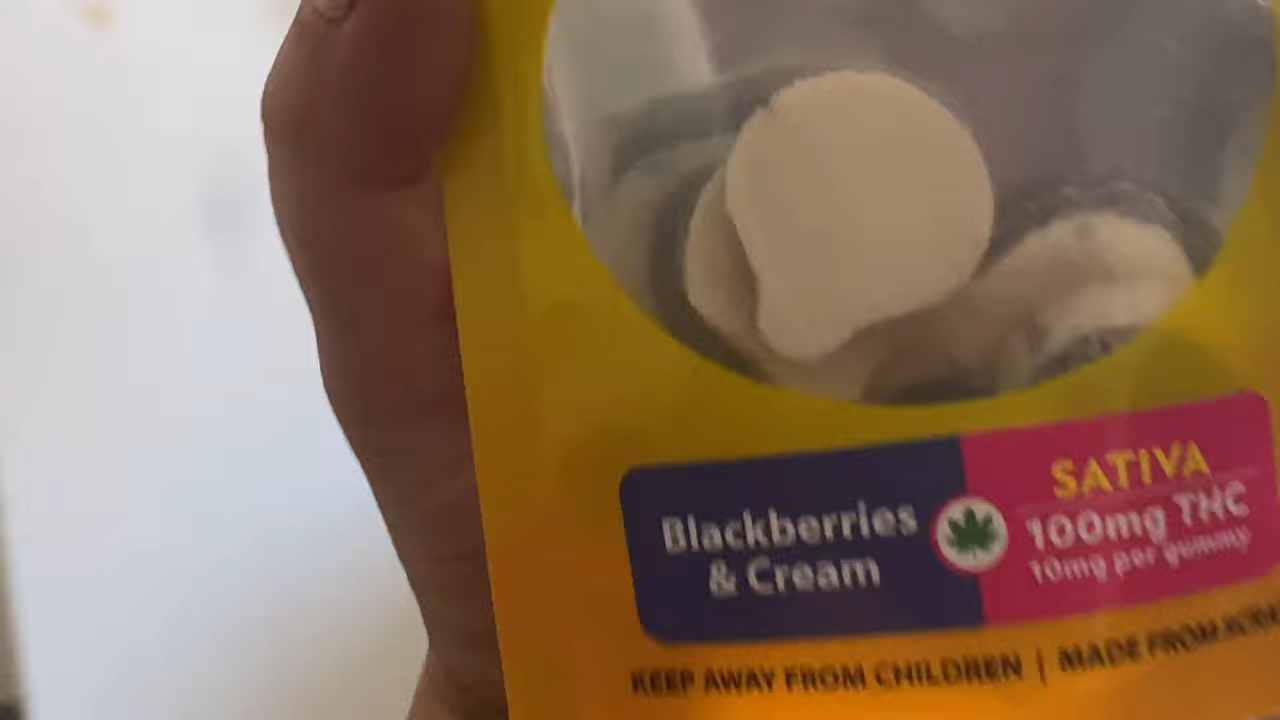 Blackberries
& Cream
SATIVA
100mg THC
10mg per gummy
KEEP AWAY FROM CHILDREN | MADE FROM